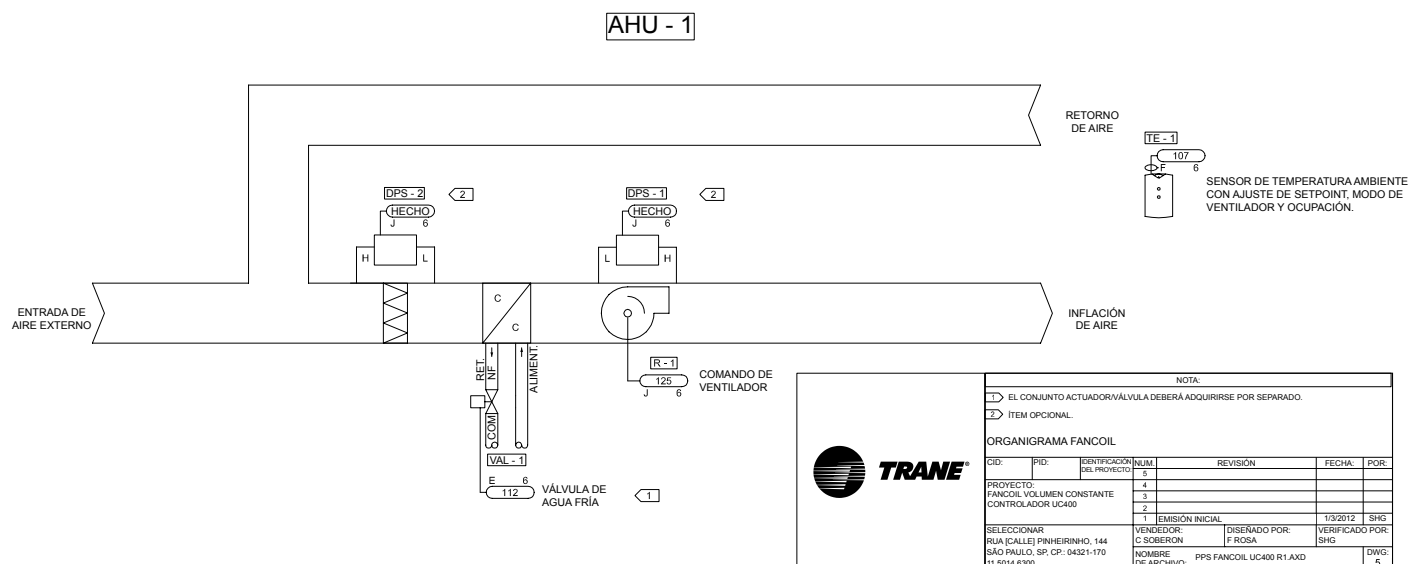 AHU - 1
RETORNO
DE AIRE
TE - 1
107
F 6
SENSOR DE TEMPERATURA AMBIENTE
CON AJUSTE DE SETPOINT, MODO DE
VENTILADOR Y OCUPACIÓN.
DPS - 2
2
HECHO
J 6
H L
DPS - 1
2
HECHO
J 6
L H
ENTRADA DE
AIRE EXTERNO
C
C
INFLACIÓN
DE AIRE
RET.
NF
ALIMENT.
COM
R - 1
125
J 6
COMANDO DE
VENTILADOR
VAL - 1
E 6
112
VÁLVULA DE
AGUA FRÍA
1
TRANE®
NOTA:
1 EL CONJUNTO ACTUADOR/VÁLVULA DEBERÁ ADQUIRIRSE POR SEPARADO.
2 ÍTEM OPCIONAL.
ORGANIGRAMA FANCOIL
CID: PID: IDENTIFICACIÓN DEL PROYECTO: NUM. REVISIÓN FECHA: POR:
5
PROYECTO:
FANCOIL VOLUMEN CONSTANTE
CONTROLADOR UC400
4
3
2
1 EMISIÓN INICIAL 1/3/2012 SHG
SELECCIONAR
RUA [CALLE] PINHEIRINHO, 144
SÃO PAULO, SP, CP.: 04321-170
11 5014 6300
VENDEDOR:
C SOBERON
DISEÑADO POR:
F ROSA
VERIFICADO POR:
SHG
NOMBRE
DE ARCHIVO:
PPS FANCOIL UC400 R1.AXD
DWG:
5